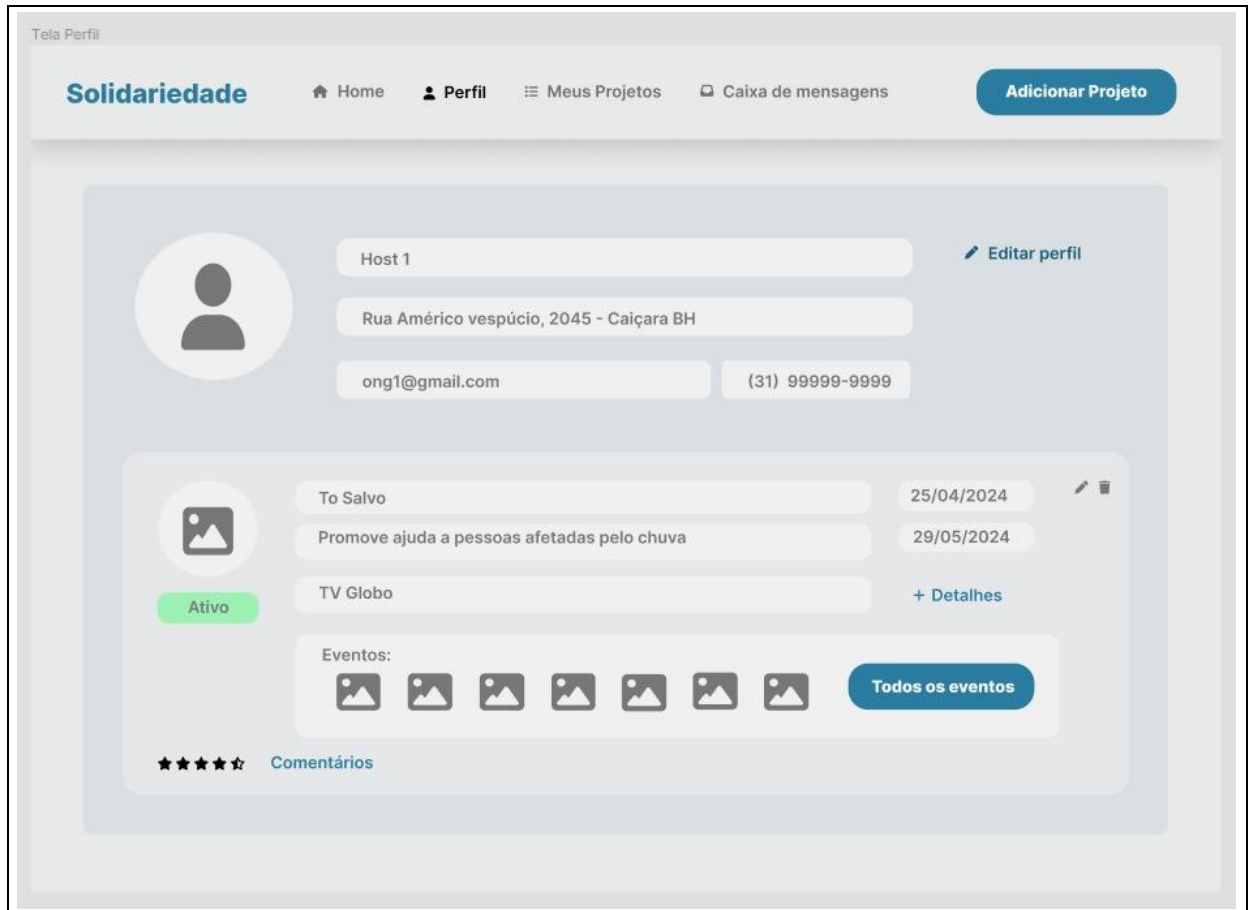 Tela Perfil
Solidariedade Home Perfil Meus Projetos Caixa de mensagens Adicionar Projeto
Host 1 Editar perfil
Rua Américo vespúcio, 2045 - Caiçara BH
ong1@gmail.com (31) 99999-9999
To Salvo 25/04/2024
Promove ajuda a pessoas afetadas pelo chuva 29/05/2024
TV Globo + Detalhes
Ativo
Eventos:
Todos os eventos
Comentários